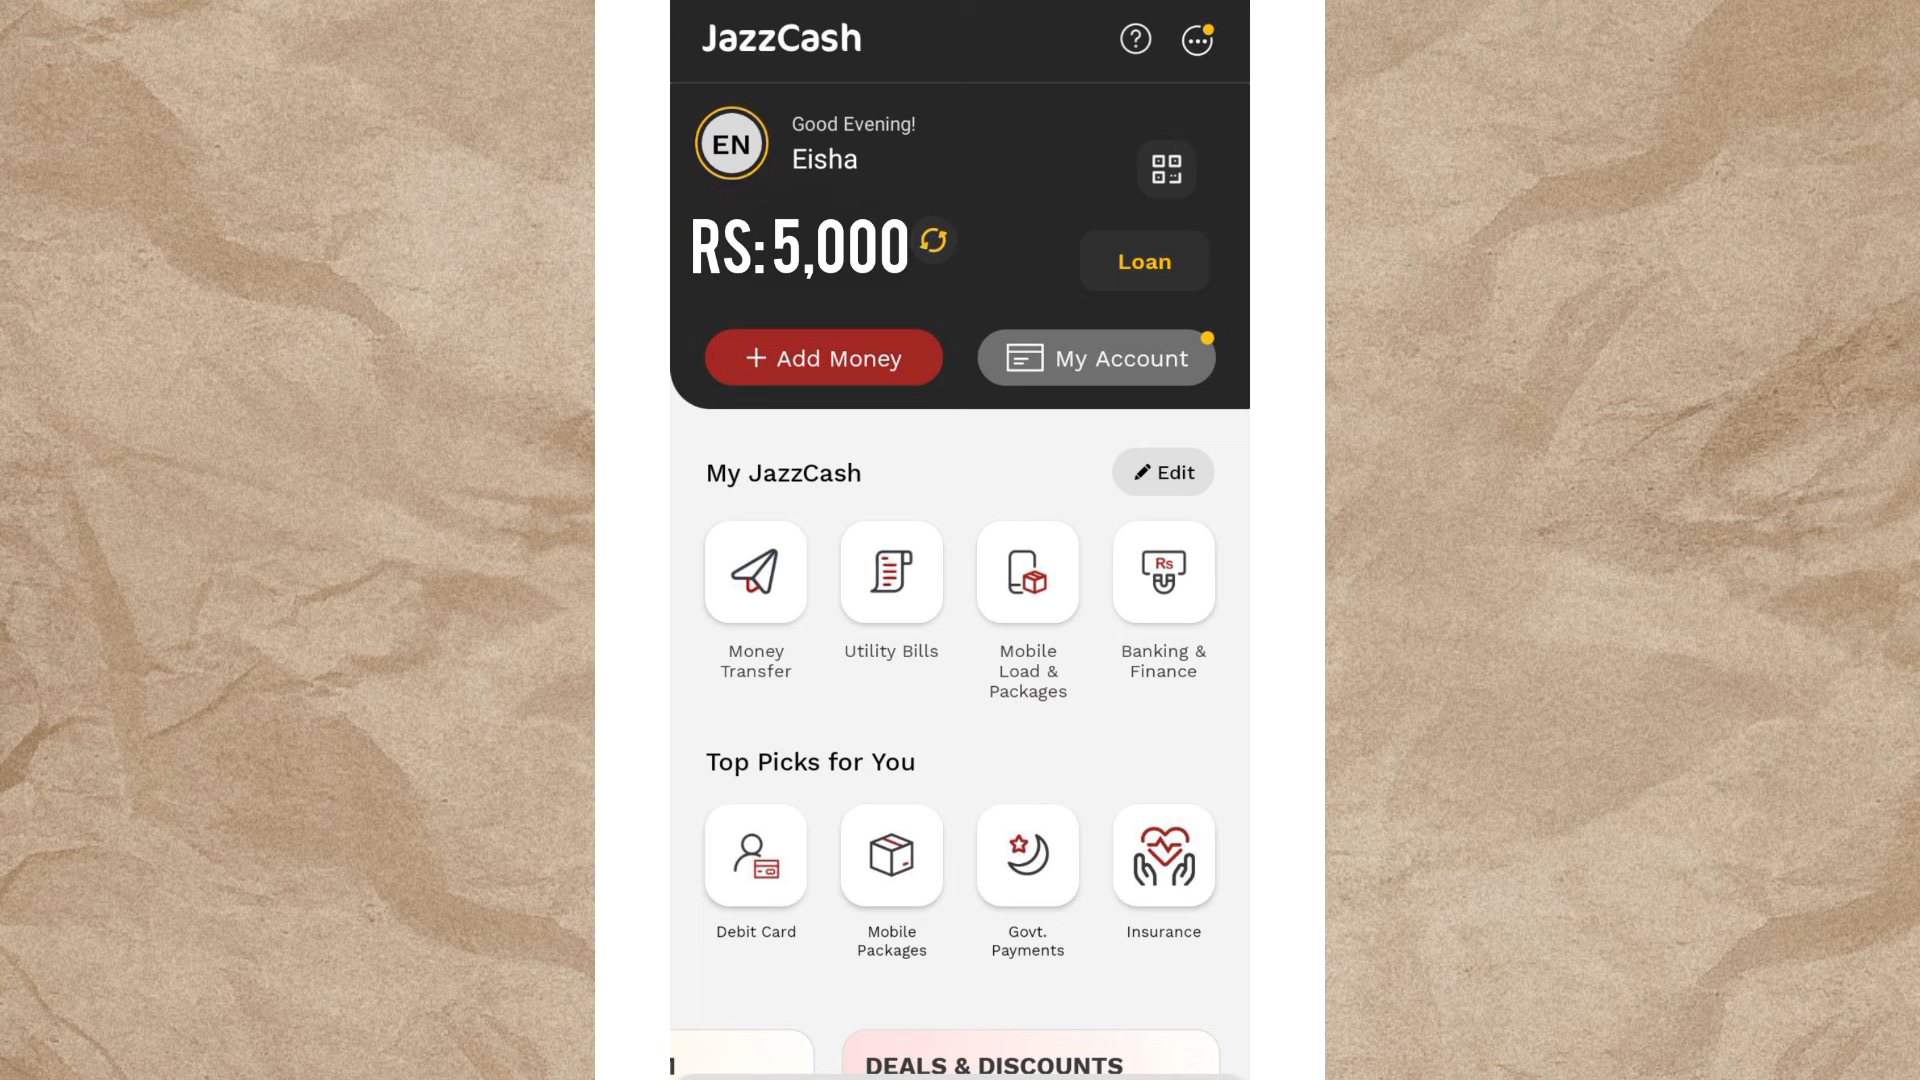 JazzCash
?
EN
Good Evening!
Eisha
RS: 5,000
Loan
+ Add Money
My Account
My JazzCash
Edit
Rs
Money
Transfer
Utility Bills
Mobile
Load &
Packages
Banking &
Finance
Top Picks for You
Debit Card
Mobile
Packages
Govt.
Payments
Insurance
DEALS & DISCOUNTS